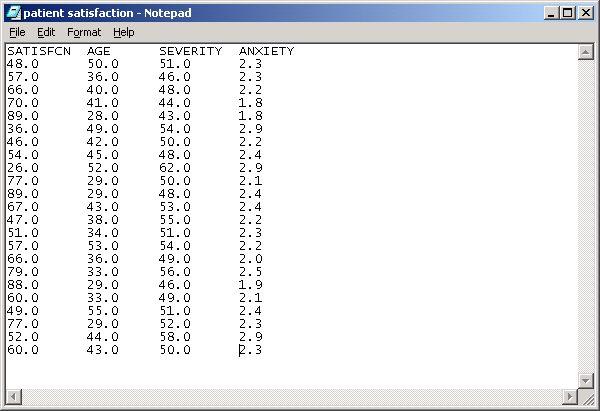 patient satisfaction - Notepad
File Edit Format Help
SATISFCN AGE SEVERITY ANXIETY
48.0 50.0 51.0 2.3
57.0 36.0 46.0 2.3
66.0 40.0 48.0 2.2
70.0 41.0 44.0 1.8
89.0 28.0 43.0 1.8
36.0 49.0 54.0 2.9
46.0 42.0 50.0 2.2
54.0 45.0 48.0 2.4
26.0 52.0 62.0 2.9
77.0 29.0 50.0 2.1
89.0 29.0 48.0 2.4
67.0 43.0 53.0 2.4
47.0 38.0 55.0 2.2
51.0 34.0 51.0 2.3
57.0 53.0 54.0 2.2
66.0 36.0 49.0 2.0
79.0 33.0 56.0 2.5
88.0 29.0 46.0 1.9
60.0 33.0 49.0 2.1
49.0 55.0 51.0 2.4
77.0 29.0 52.0 2.3
52.0 44.0 58.0 2.9
60.0 43.0 50.0 2.3